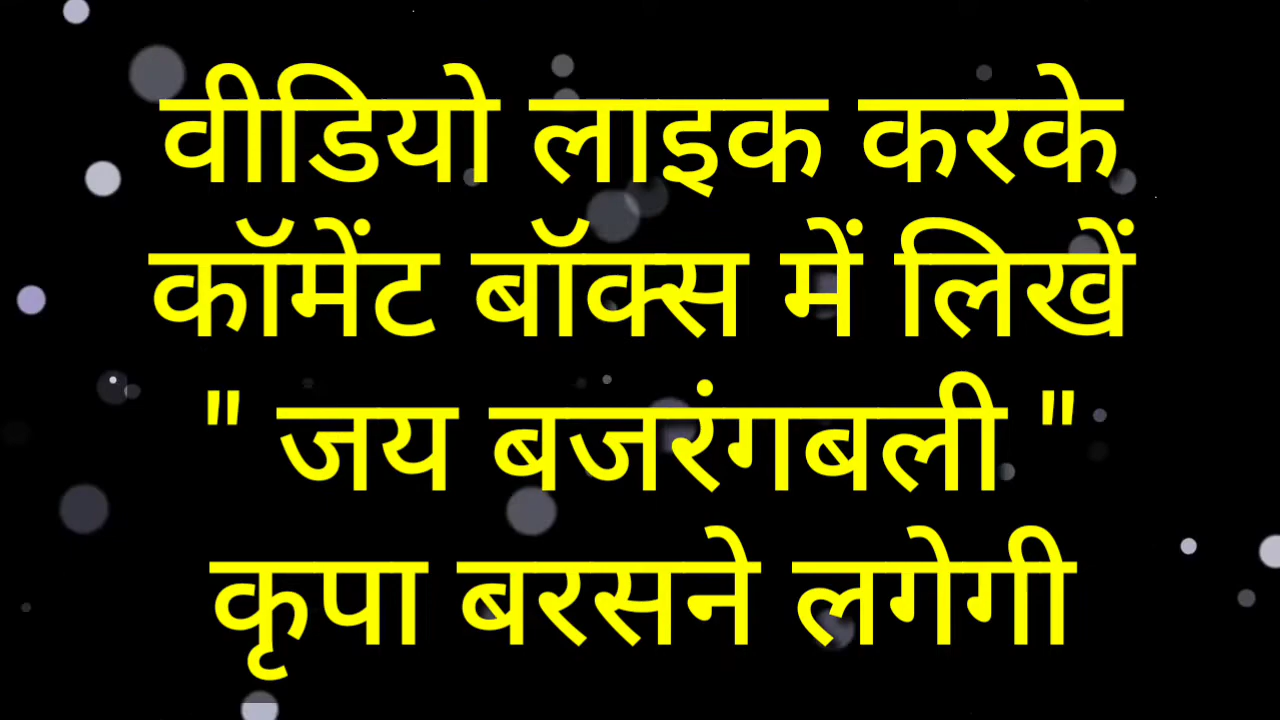 वीडियो लाइक करके
कॉमेंट बॉक्स में लिखें
" जय बजरंगबली "
कृपा बरसने लगेगी